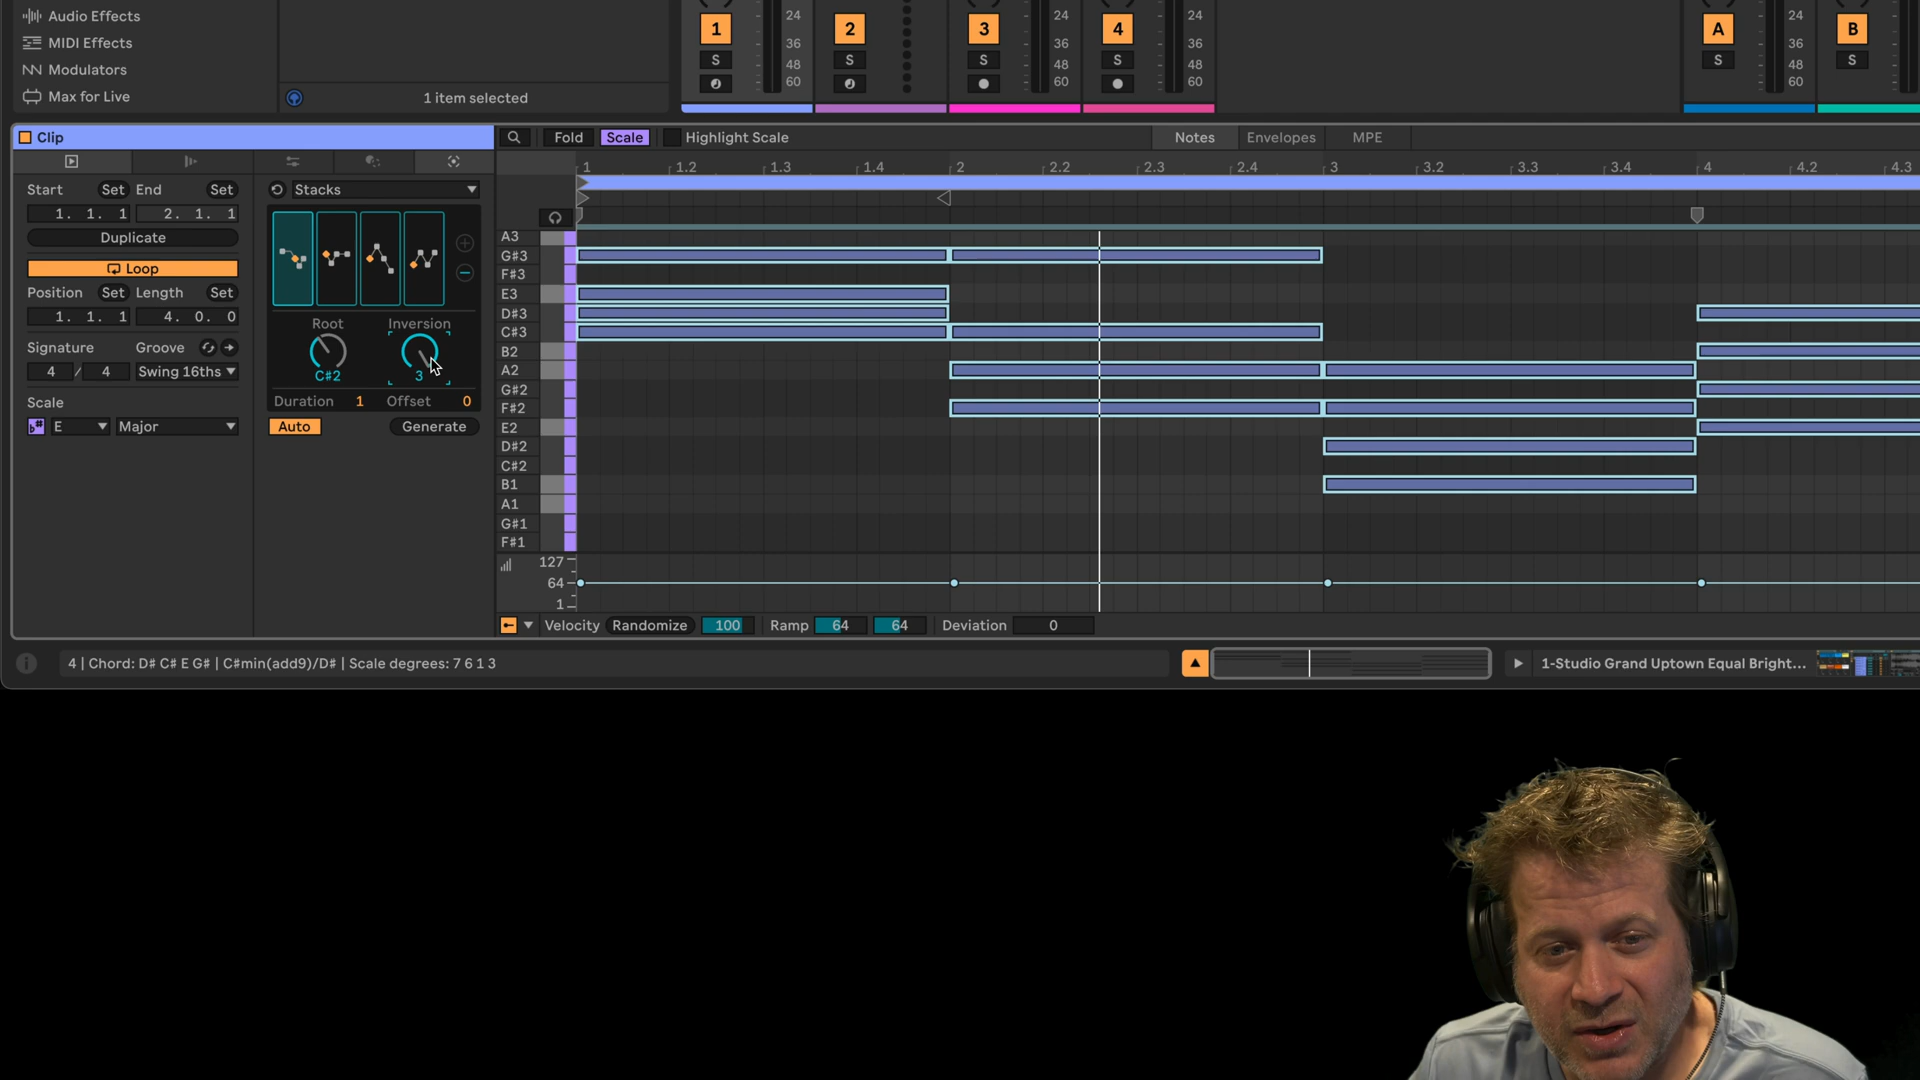 Audio Effects
MIDI Effects
Modulators
Max for Live
1 item selected
1 2 3 4 A B
24 24 24 24
36 36 36 36
S S S S S
48 48 48 48
60 60 60 60
Clip
Fold Scale Highlight Scale Notes Envelopes MPE
1 1.2 1.3 1.4 2 2.2 2.3 2.4 3 3.2 3.3 3.4 4 4.2 4.3
Start Set End Set
1. 1. 1 2. 1. 1
Duplicate
Loop
Position Set Length Set
1. 1. 1 4. 0. 0
Signature Groove
4 / 4 Swing 16ths
Scale
♭# E Major
Stacks
Root Inversion
C#2 3
Duration 1 Offset 0
Auto Generate
A3
G#3
F#3
E3
D#3
C#3
B2
A2
G#2
F#2
E2
D#2
C#2
B1
A1
G#1
F#1
127
64
1
Velocity Randomize 100 Ramp 64 64 Deviation 0
4 | Chord: D# C# E G# | C#min(add9)/D# | Scale degrees: 7 6 1 3
1-Studio Grand Uptown Equal Bright...